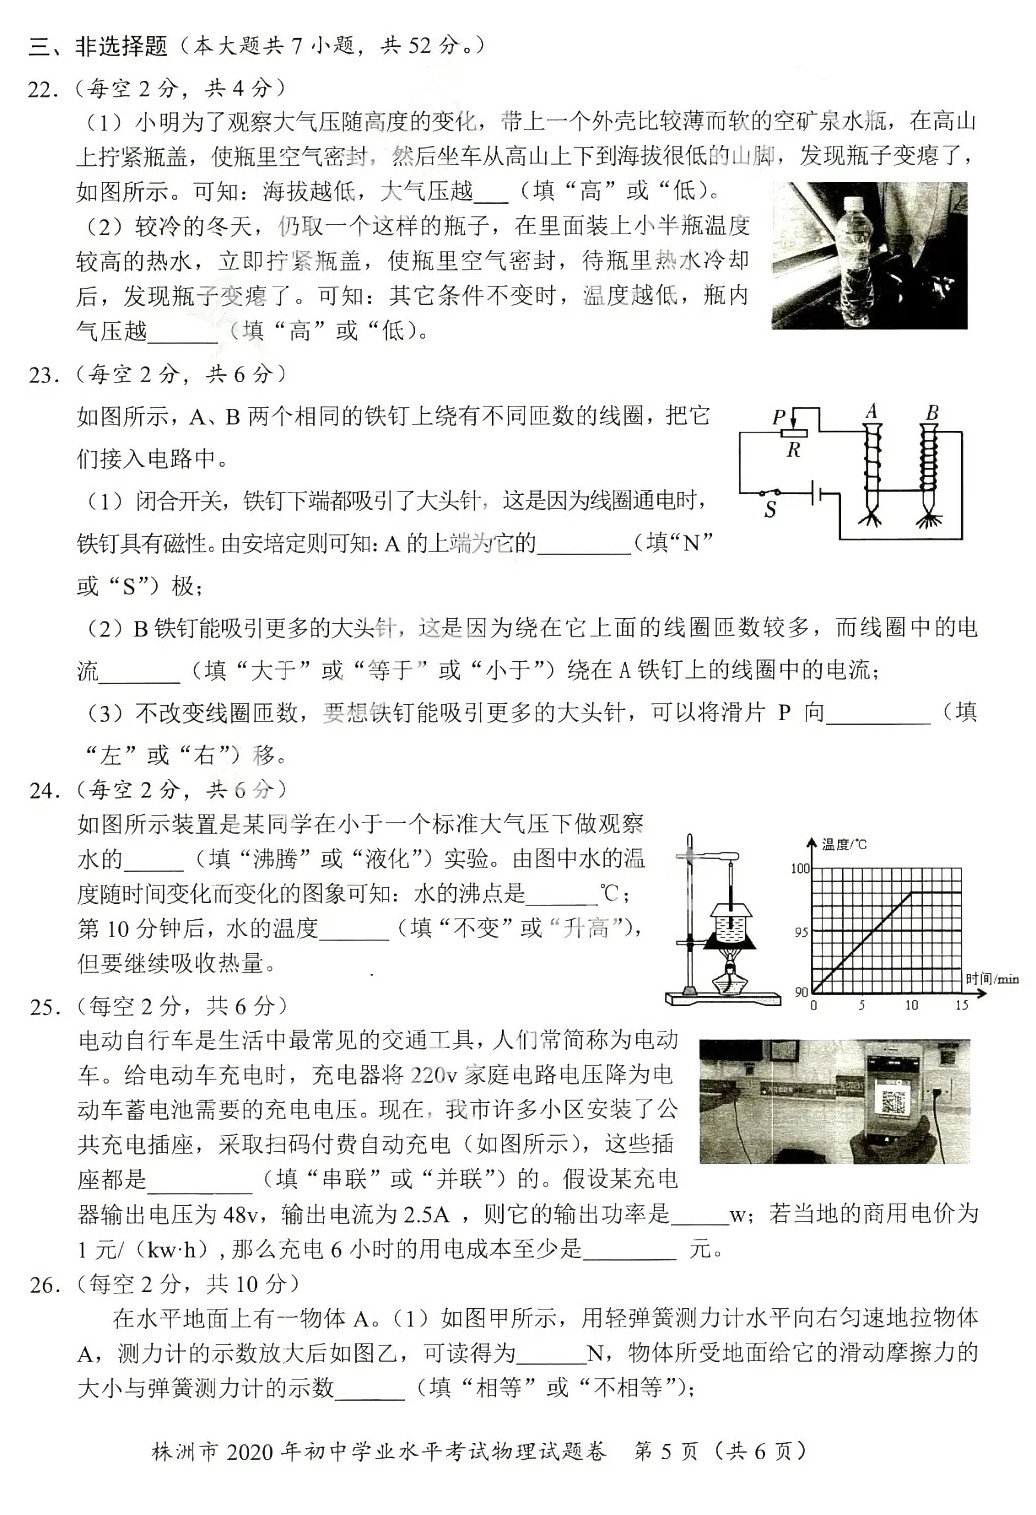 三、非选择题（本大题共 7 小题，共 52 分。）
22.（每空 2 分，共 4 分）
（1）小明为了观察大气压随高度的变化，带上一个外壳比较薄而软的空矿泉水瓶，在高山
上拧紧瓶盖，使瓶里空气密封，然后坐车从高山上下到海拔很低的山脚，发现瓶子变瘪了，
如图所示。可知：海拔越低，大气压越___（填“高”或“低）。
（2）较冷的冬天，仍取一个这样的瓶子，在里面装上小半瓶温度
较高的热水，立即拧紧瓶盖，使瓶里空气密封，待瓶里热水冷却
后，发现瓶子变瘪了。可知：其它条件不变时，温度越低，瓶内
气压越______（填“高”或“低）。
23.（每空 2 分，共 6 分）
如图所示，A、B 两个相同的铁钉上绕有不同匝数的线圈，把它
们接入电路中。
（1）闭合开关，铁钉下端都吸引了大头针，这是因为线圈通电时，
铁钉具有磁性。由安培定则可知：A 的上端为它的________（填“N”
或“S”）极；
P
R
S
A
B
（2）B 铁钉能吸引更多的大头针，这是因为绕在它上面的线圈匝数较多，而线圈中的电
流_______（填“大于”或“等于”或“小于”）绕在 A 铁钉上的线圈中的电流；
（3）不改变线圈匝数，要想铁钉能吸引更多的大头针，可以将滑片 P 向_________（填
“左”或“右”）移。
24.（每空 2 分，共 6 分）
如图所示装置是某同学在小于一个标准大气压下做观察
水的_____（填“沸腾”或“液化”）实验。由图中水的温
度随时间变化而变化的图象可知：水的沸点是______℃；
第 10 分钟后，水的温度______（填“不变”或“升高”），
但要继续吸收热量。
温度/℃
100
95
90
0 5 10 15
时间/min
25.（每空 2 分，共 6 分）
电动自行车是生活中最常见的交通工具，人们常简称为电动
车。给电动车充电时，充电器将 220v 家庭电路电压降为电
动车蓄电池需要的充电电压。现在，我市许多小区安装了公
共充电插座，采取扫码付费自动充电（如图所示），这些插
座都是_________（填“串联”或“并联”）的。假设某充电
器输出电压为 48v，输出电流为 2.5A ，则它的输出功率是_____w；若当地的商用电价为
1 元/（kw·h）,那么充电 6 小时的用电成本至少是________ 元。
26.（每空 2 分，共 10 分）
在水平地面上有一物体 A。（1）如图甲所示，用轻弹簧测力计水平向右匀速地拉物体
A，测力计的示数放大后如图乙，可读得为______N，物体所受地面给它的滑动摩擦力的
大小与弹簧测力计的示数______（填“相等”或“不相等”）；
株洲市 2020 年初中学业水平考试物理试题卷 第 5 页（共 6 页）